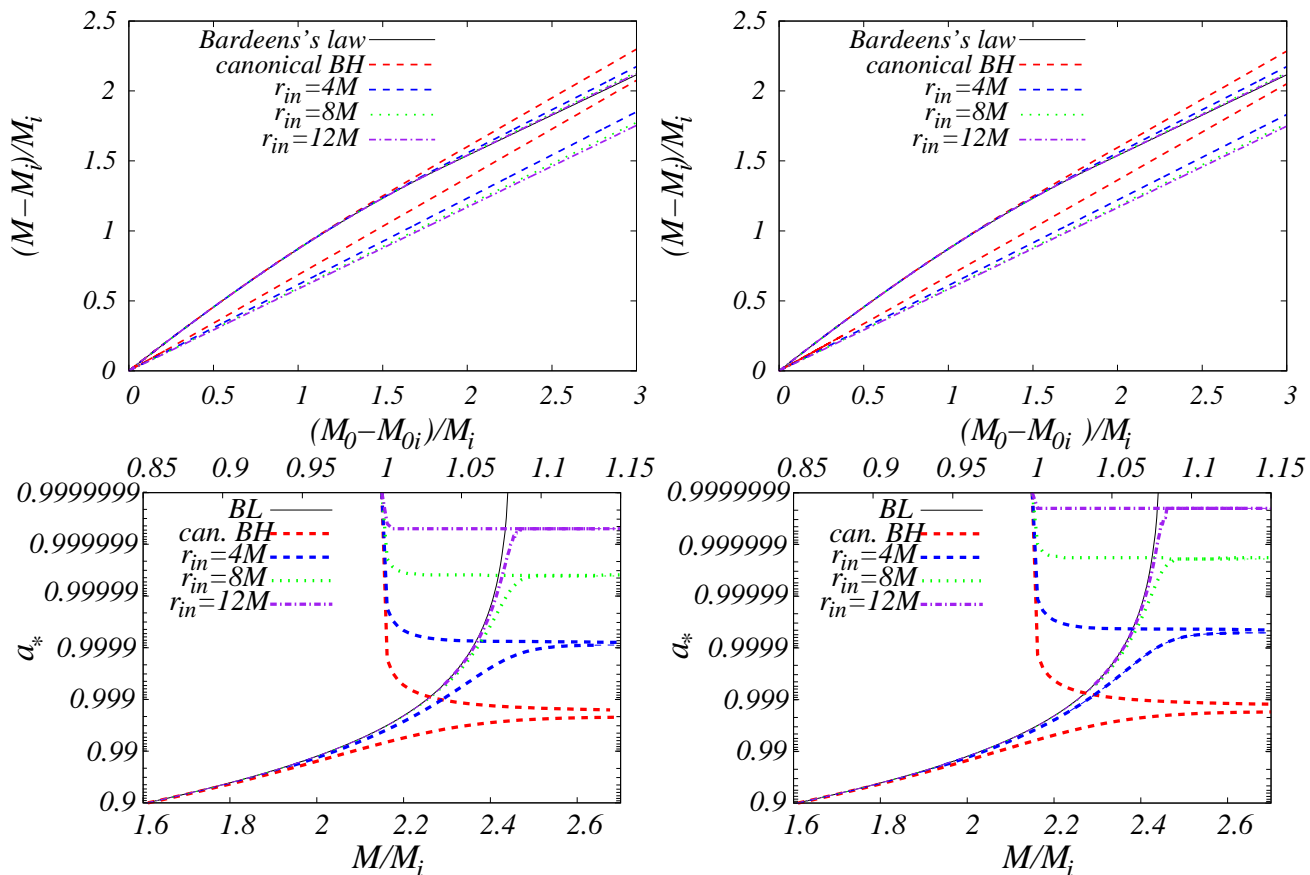 2.5
2
1.5
1
0.5
0
(M−M_i)/M_i
Bardeens's law
canonical BH
r_in=4M
r_in=8M
r_in=12M
0 0.5 1 1.5 2 2.5 3
(M_0−M_0i)/M_i
2.5
2
1.5
1
0.5
0
(M−M_i)/M_i
Bardeens's law
canonical BH
r_in=4M
r_in=8M
r_in=12M
0 0.5 1 1.5 2 2.5 3
(M_0−M_0i)/M_i
0.85 0.9 0.95 1 1.05 1.1 1.15
0.9999999
0.999999
0.99999
0.9999
0.999
0.99
0.9
a_*
BL
can. BH
r_in=4M
r_in=8M
r_in=12M
1.6 1.8 2 2.2 2.4 2.6
M/M_i
0.85 0.9 0.95 1 1.05 1.1 1.15
0.9999999
0.999999
0.99999
0.9999
0.999
0.99
0.9
a_*
BL
can. BH
r_in=4M
r_in=8M
r_in=12M
1.6 1.8 2 2.2 2.4 2.6
M/M_i